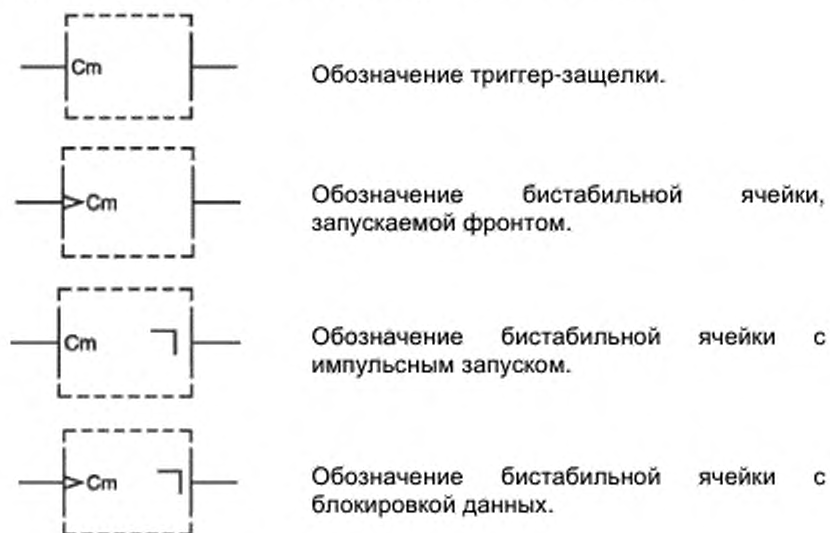 Cm
Обозначение триггер-защелки.
Cm
Обозначение бистабильной ячейки,
запускаемой фронтом.
Cm
Обозначение бистабильной ячейки с
импульсным запуском.
Cm
Обозначение бистабильной ячейки с
блокировкой данных.